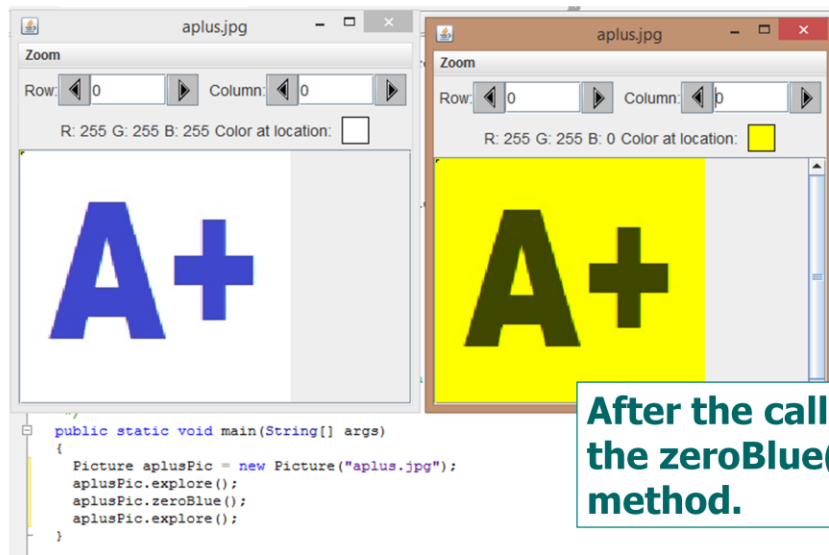 aplus.jpg
Zoom
Row: 0 Column: 0
R: 255 G: 255 B: 255 Color at location:
A+
aplus.jpg
Zoom
Row: 0 Column: 0
R: 255 G: 255 B: 0 Color at location:
A+
After the call
the zeroBlue(
method.
*/
public static void main(String[] args)
{
Picture aplusPic = new Picture("aplus.jpg");
aplusPic.explore();
aplusPic.zeroBlue();
aplusPic.explore();
}